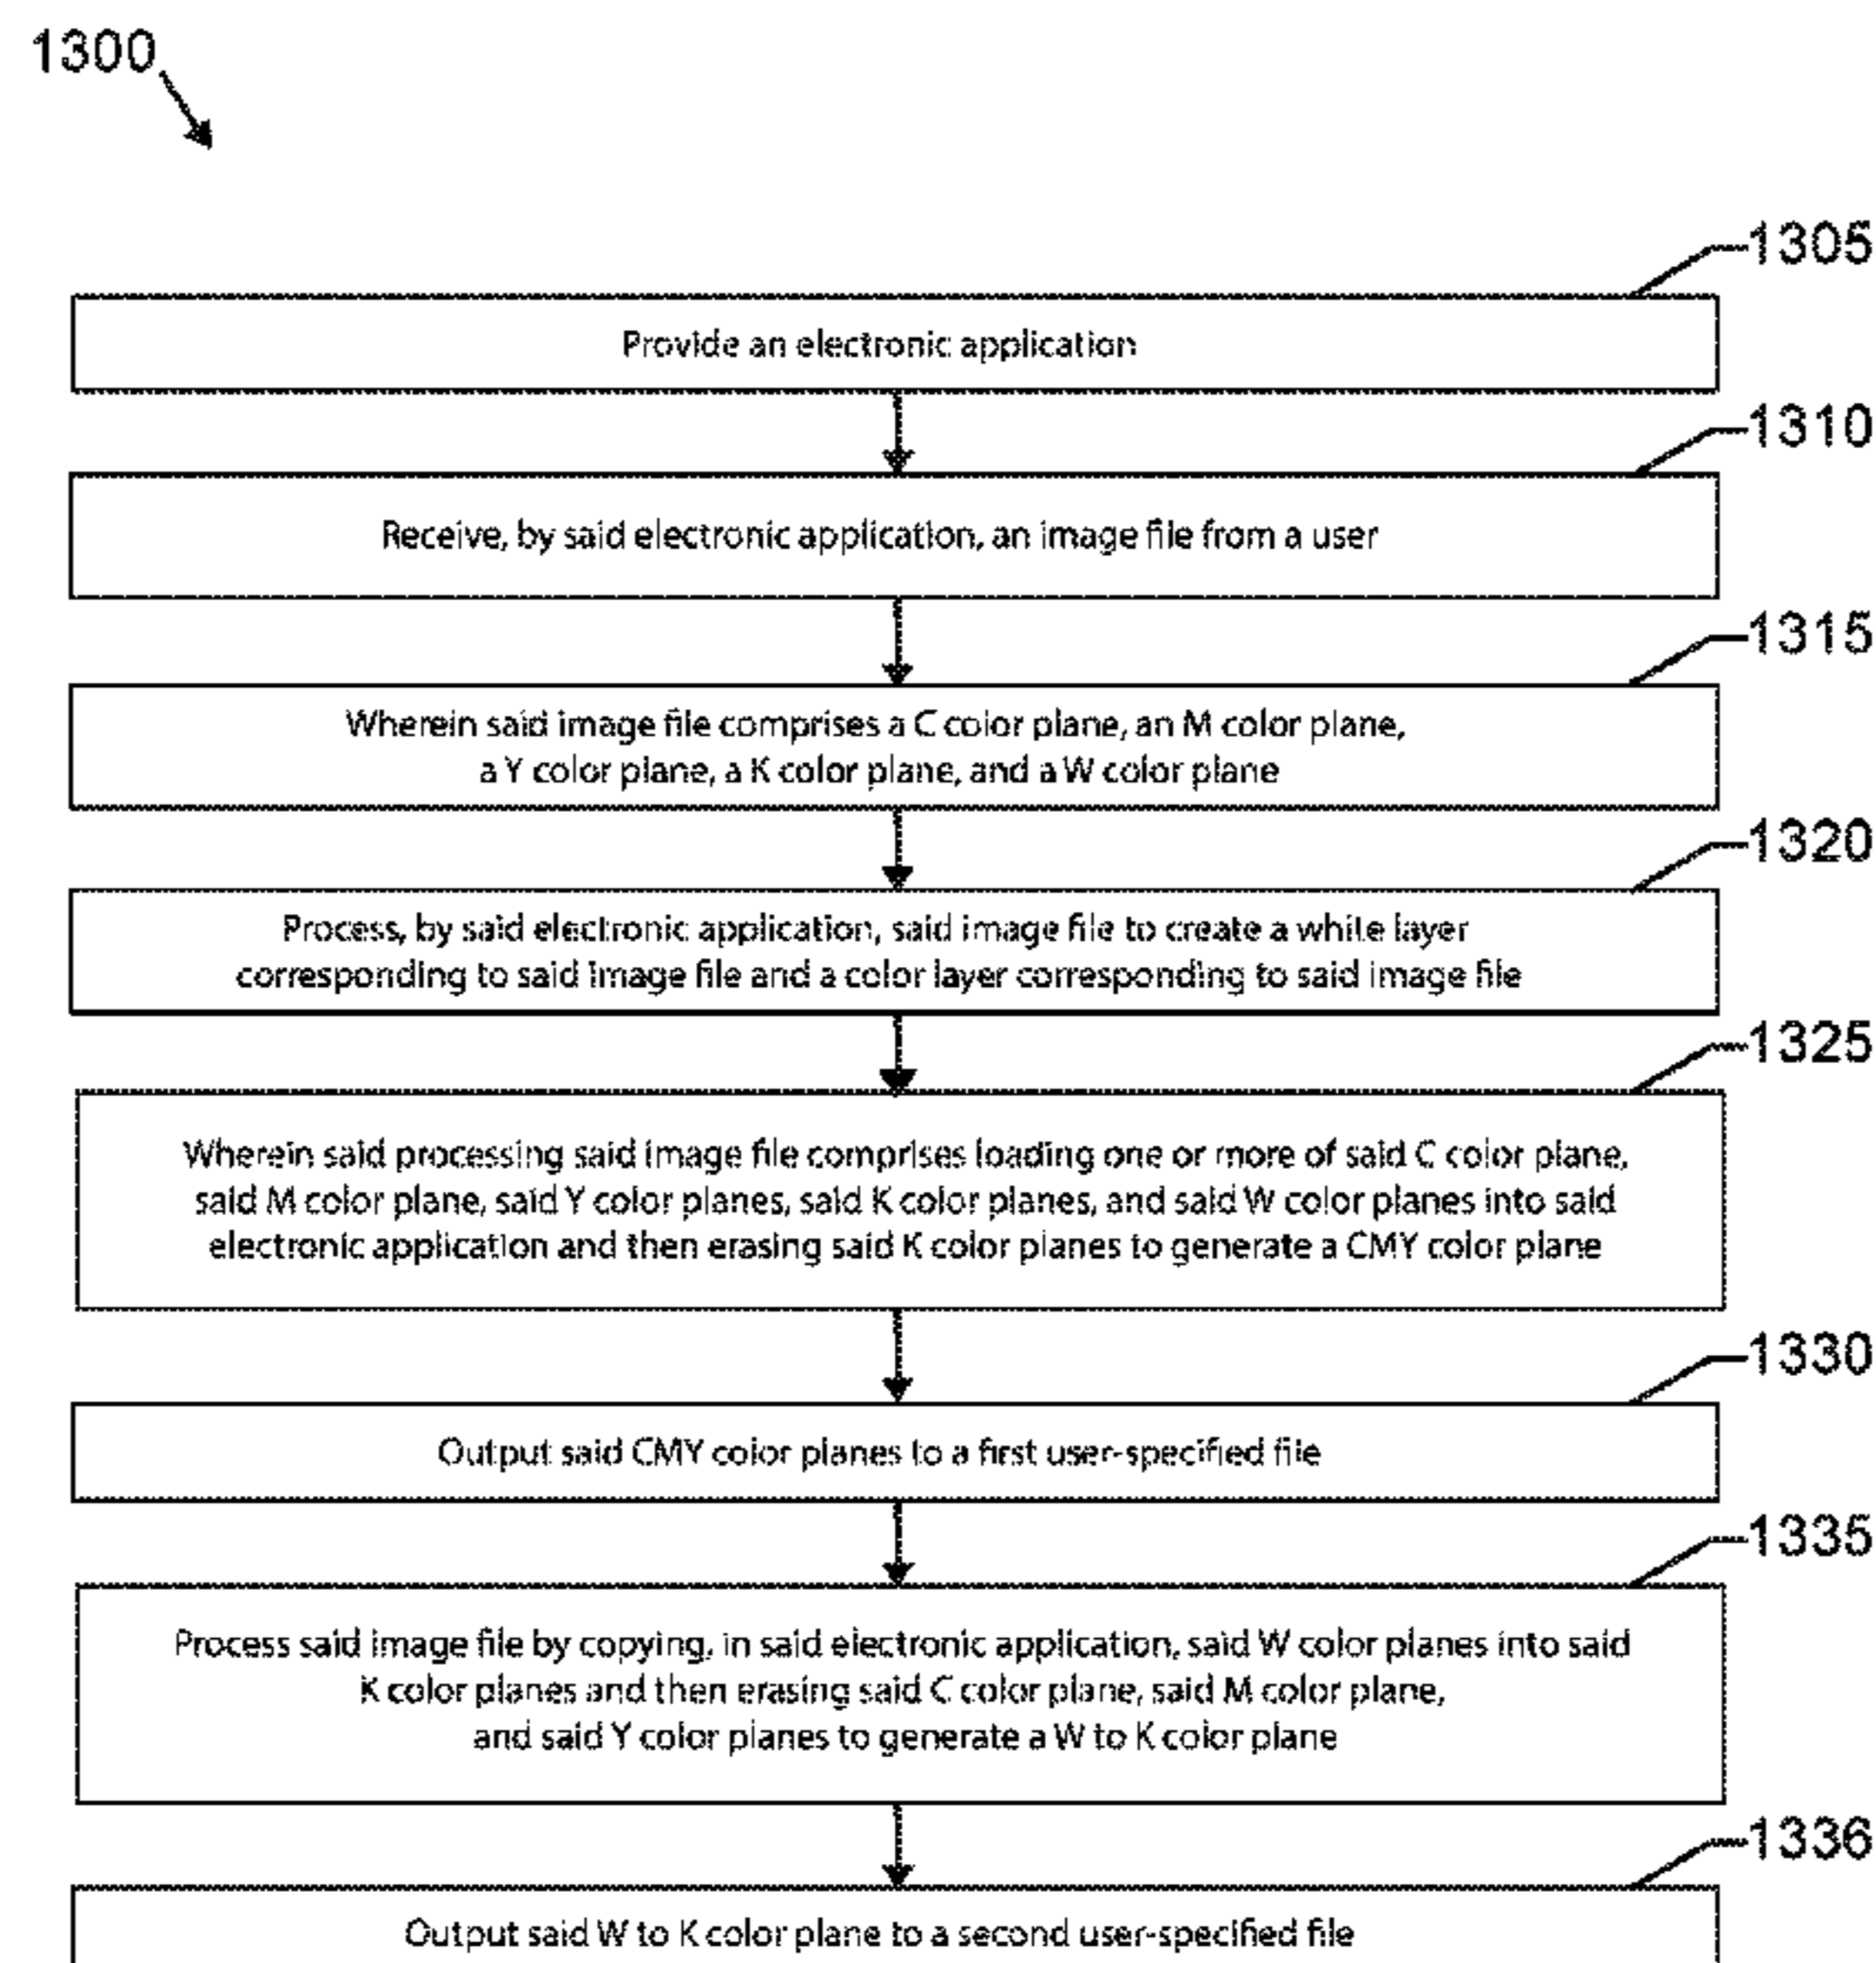 1300
1305
Provide an electronic application
1310
Receive, by said electronic application, an image file from a user
1315
Wherein said image file comprises a C color plane, an M color plane,
a Y color plane, a K color plane, and a W color plane
1320
Process, by said electronic application, said image file to create a white layer
corresponding to said image file and a color layer corresponding to said image file
1325
Wherein said processing said image file comprises loading one or more of said C color plane,
said M color plane, said Y color planes, said K color planes, and said W color planes into said
electronic application and then erasing said K color planes to generate a CMY color plane
1330
Output said CMY color planes to a first user-specified file
1335
Process said image file by copying, in said electronic application, said W color planes into said
K color planes and then erasing said C color plane, said M color plane,
and said Y color planes to generate a W to K color plane
1336
Output said W to K color plane to a second user-specified file